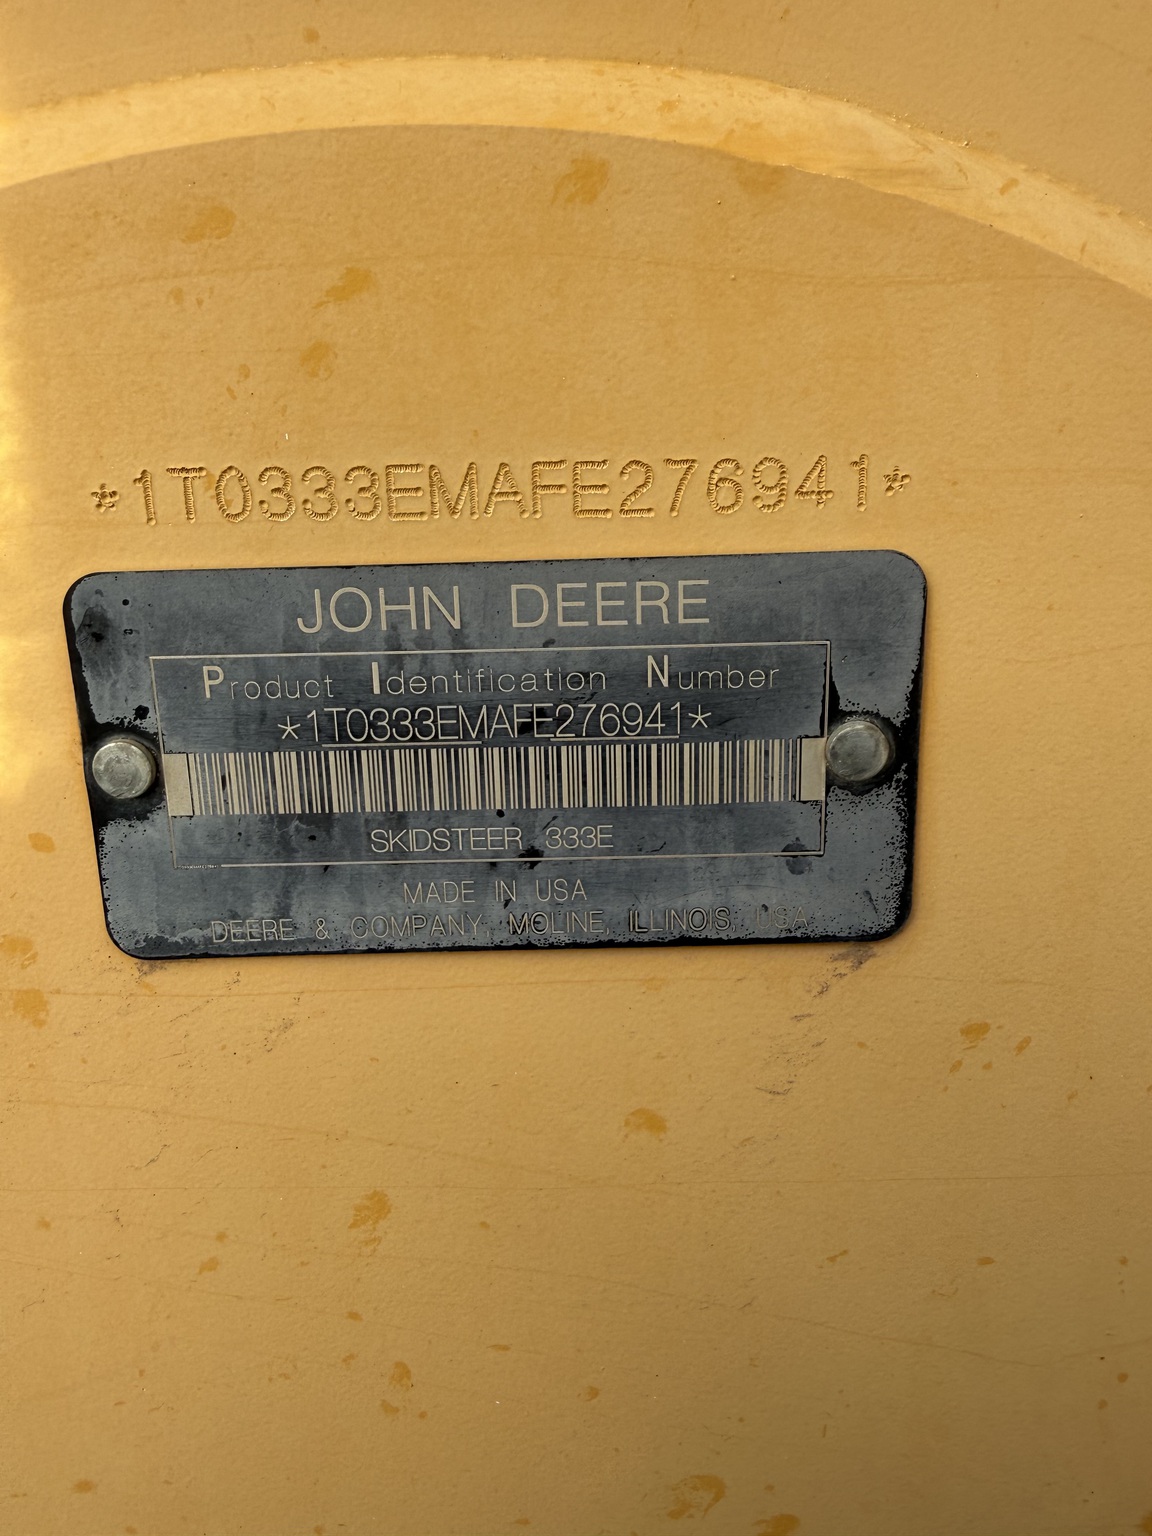 *1T0333EMAFE276941*
JOHN DEERE
Product Identification Number
*1T0333EMAFE276941*
SKIDSTEER 333E
MADE IN USA
DEERE & COMPANY, MOLINE, ILLINOIS, USA